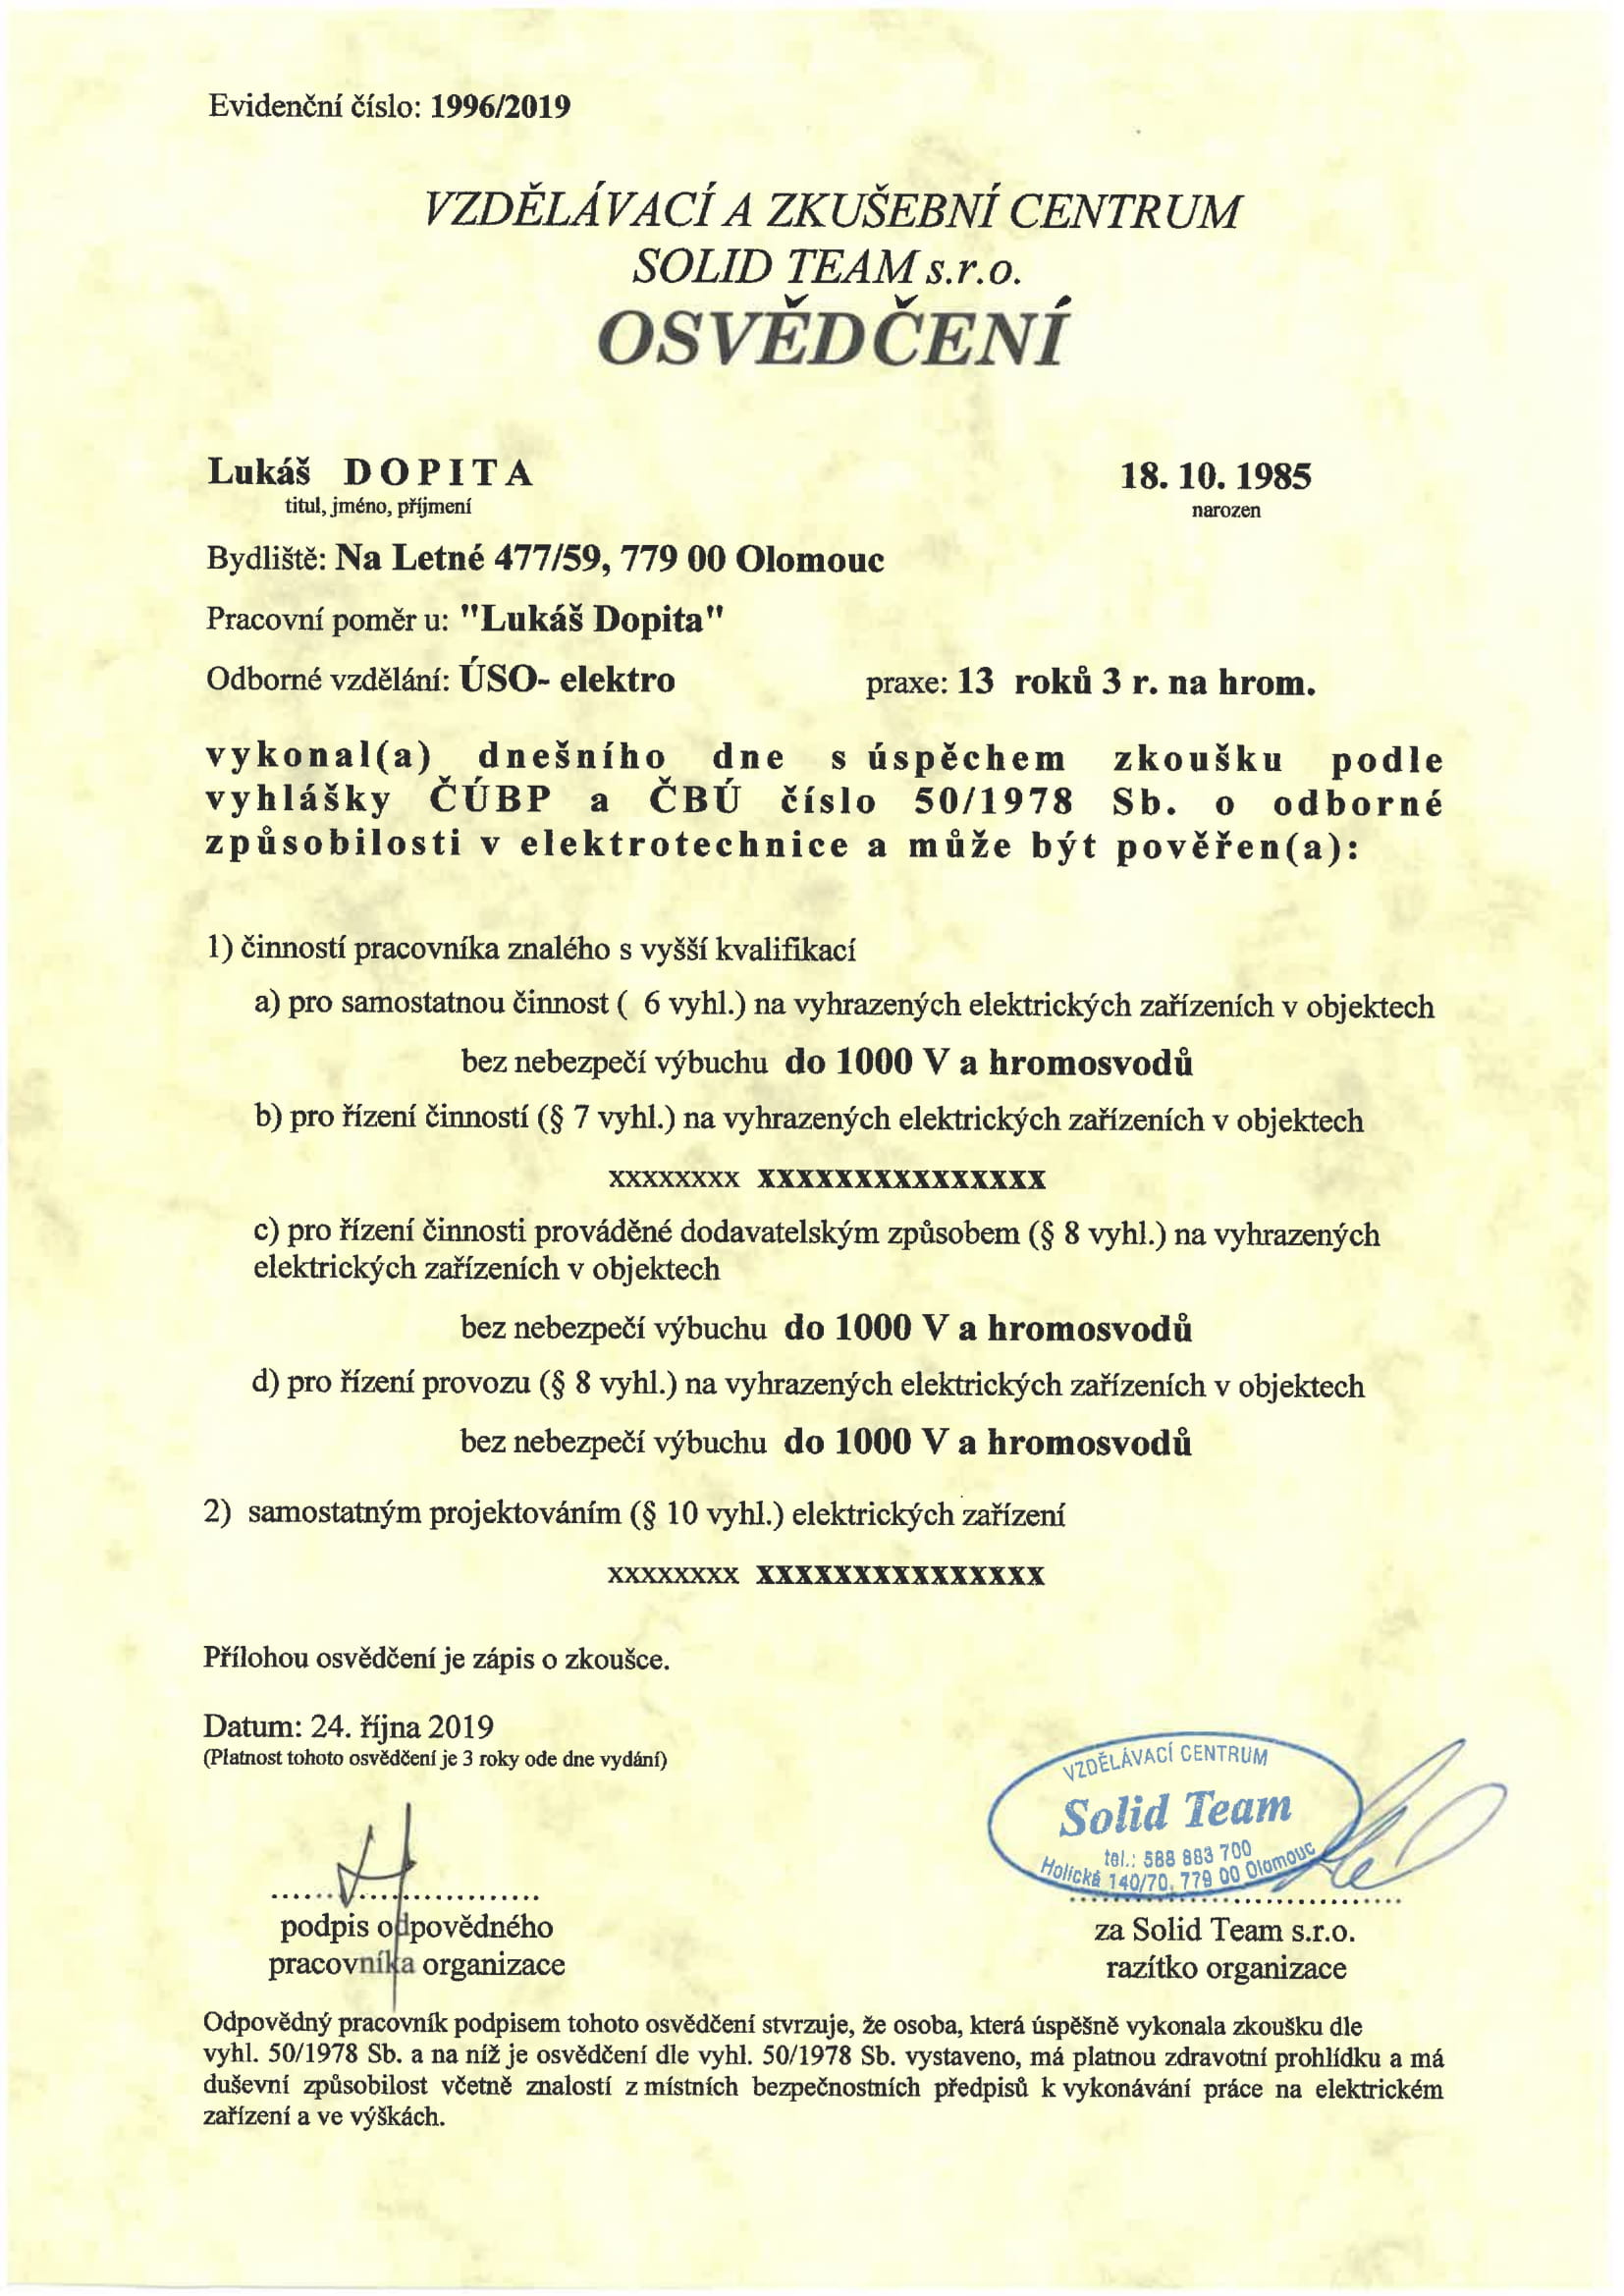 Evidenční číslo: 1996/2019
VZDĚLÁVACÍ A ZKUŠEBNÍ CENTRUM
SOLID TEAM s.r.o.
OSVĚDČENÍ
Lukáš DOPITA 18. 10. 1985
titul, jméno, příjmení narozen
Bydliště: Na Letné 477/59, 779 00 Olomouc
Pracovní poměr u: "Lukáš Dopita"
Odborné vzdělání: ÚSO- elektro praxe: 13 roků 3 r. na hrom.
vykonal(a) dnešního dne s úspěchem zkoušku podle
vyhlášky ČÚBP a ČBÚ číslo 50/1978 Sb. o odborné
způsobilosti v elektrotechnice a může být pověřen(a):
1) činností pracovníka znalého s vyšší kvalifikací
a) pro samostatnou činnost ( 6 vyhl.) na vyhrazených elektrických zařízeních v objektech
bez nebezpečí výbuchu do 1000 V a hromosvodů
b) pro řízení činností (§ 7 vyhl.) na vyhrazených elektrických zařízeních v objektech
xxxxxxxx xxxxxxxxxxxxxxx
c) pro řízení činnosti prováděné dodavatelským způsobem (§ 8 vyhl.) na vyhrazených
elektrických zařízeních v objektech
bez nebezpečí výbuchu do 1000 V a hromosvodů
d) pro řízení provozu (§ 8 vyhl.) na vyhrazených elektrických zařízeních v objektech
bez nebezpečí výbuchu do 1000 V a hromosvodů
2) samostatným projektováním (§ 10 vyhl.) elektrických zařízení
xxxxxxxx xxxxxxxxxxxxxxx
Přílohou osvědčení je zápis o zkoušce.
Datum: 24. října 2019
(Platnost tohoto osvědčení je 3 roky ode dne vydání)
VZDĚLÁVACÍ CENTRUM
Solid Team
tel.: 588 883 700
Holická 140/70, 779 00 Olomouc
podpis odpovědného
pracovníka organizace
za Solid Team s.r.o.
razítko organizace
Odpovědný pracovník podpisem tohoto osvědčení stvrzuje, že osoba, která úspěšně vykonala zkoušku dle
vyhl. 50/1978 Sb. a na níž je osvědčení dle vyhl. 50/1978 Sb. vystaveno, má platnou zdravotní prohlídku a má
duševní způsobilost včetně znalostí z místních bezpečnostních předpisů k vykonávání práce na elektrickém
zařízení a ve výškách.